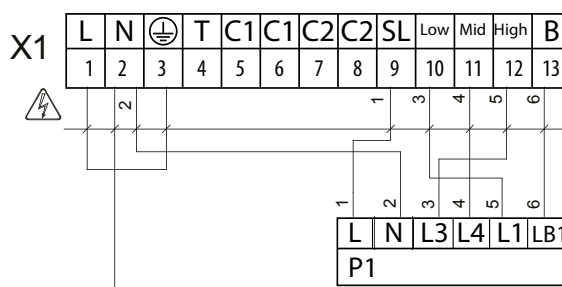 X1
L N T C1 C1 C2 C2 SL Low Mid High B
1 2 3 4 5 6 7 8 9 10 11 12 13
2 1 3 4 5 6
1 2 3 4 5 6
L N L3 L4 L1 LB1
P1